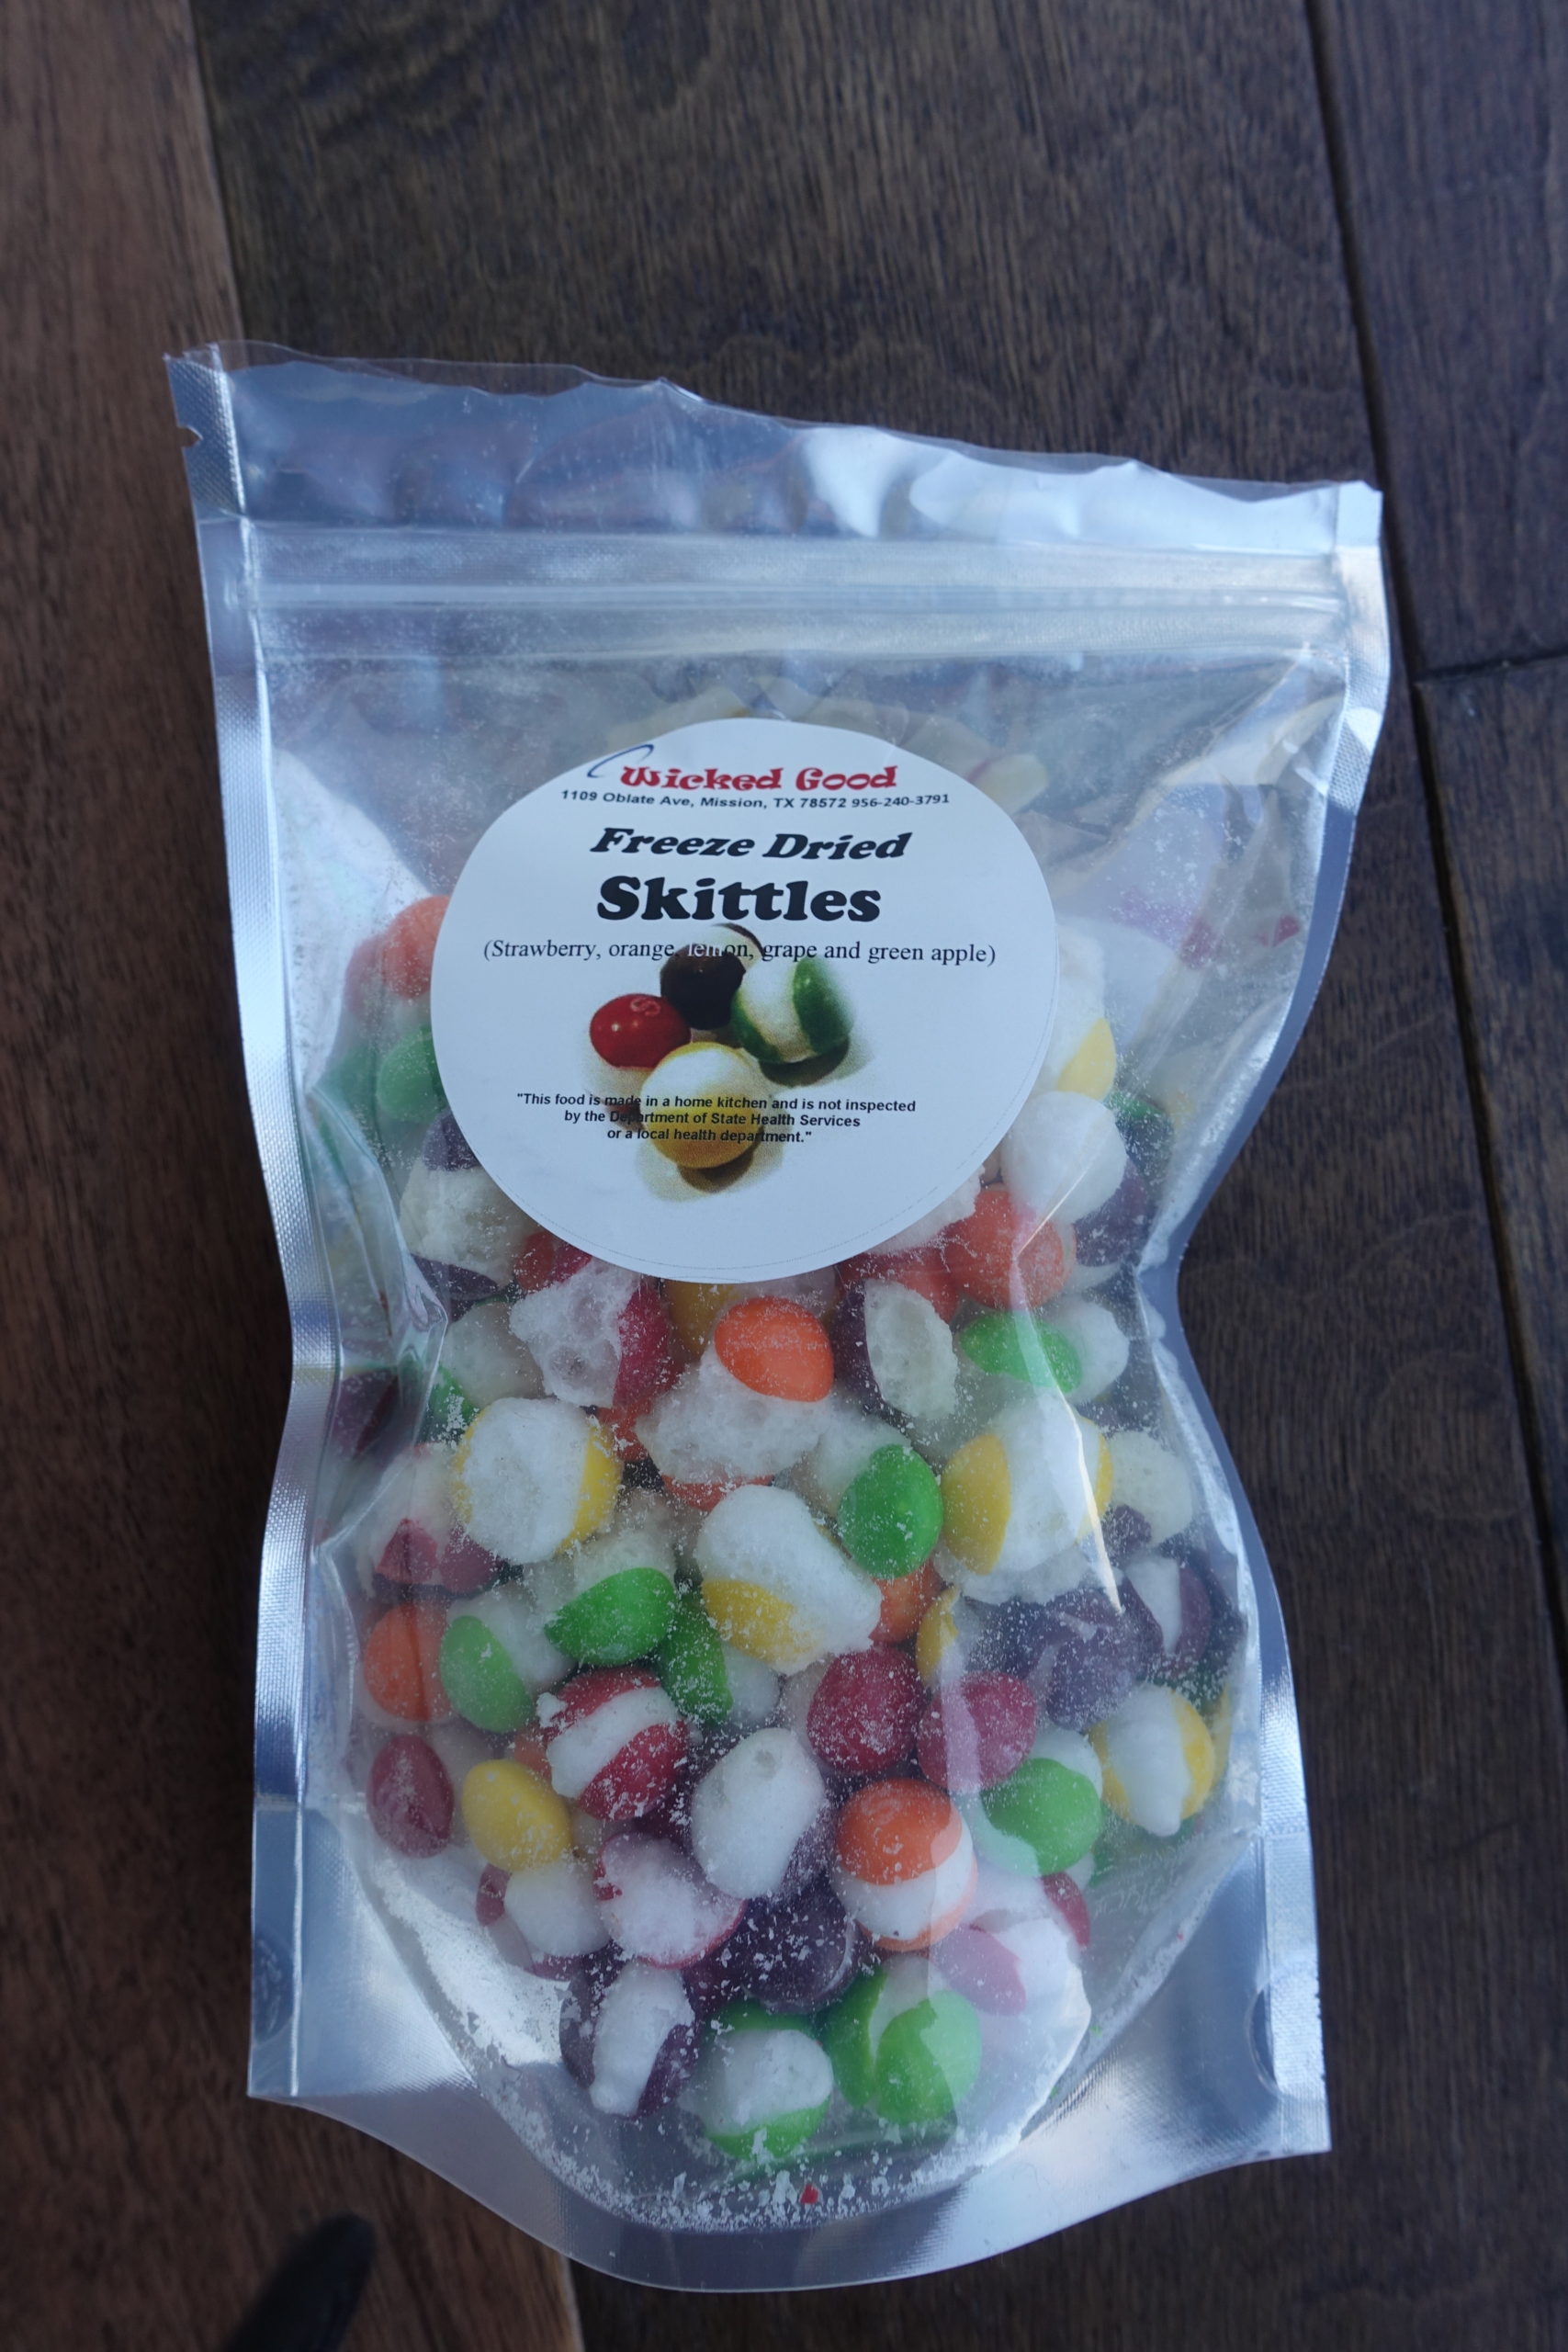 Wicked Good
1109 Oblate Ave, Mission, TX 78572 956-240-3791
Freeze Dried
Skittles
(Strawberry, orange, lemon, grape and green apple)
S
"This food is made in a home kitchen and is not inspected
by the Department of State Health Services
or a local health department."